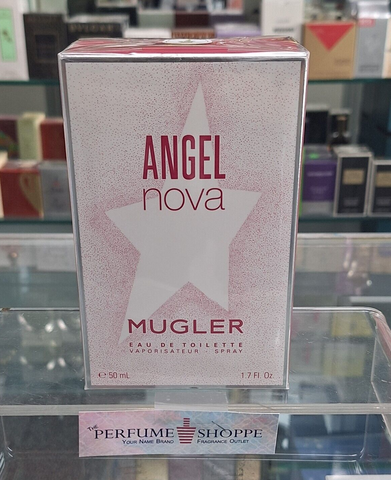 ANGEL
nova
MUGLER
EAU DE TOILETTE
VAPORISATEUR - SPRAY
℮ 50 mL 1.7 Fl. Oz
The PERFUME SHOPPE
YOUR NAME BRAND FRAGRANCE OUTLET